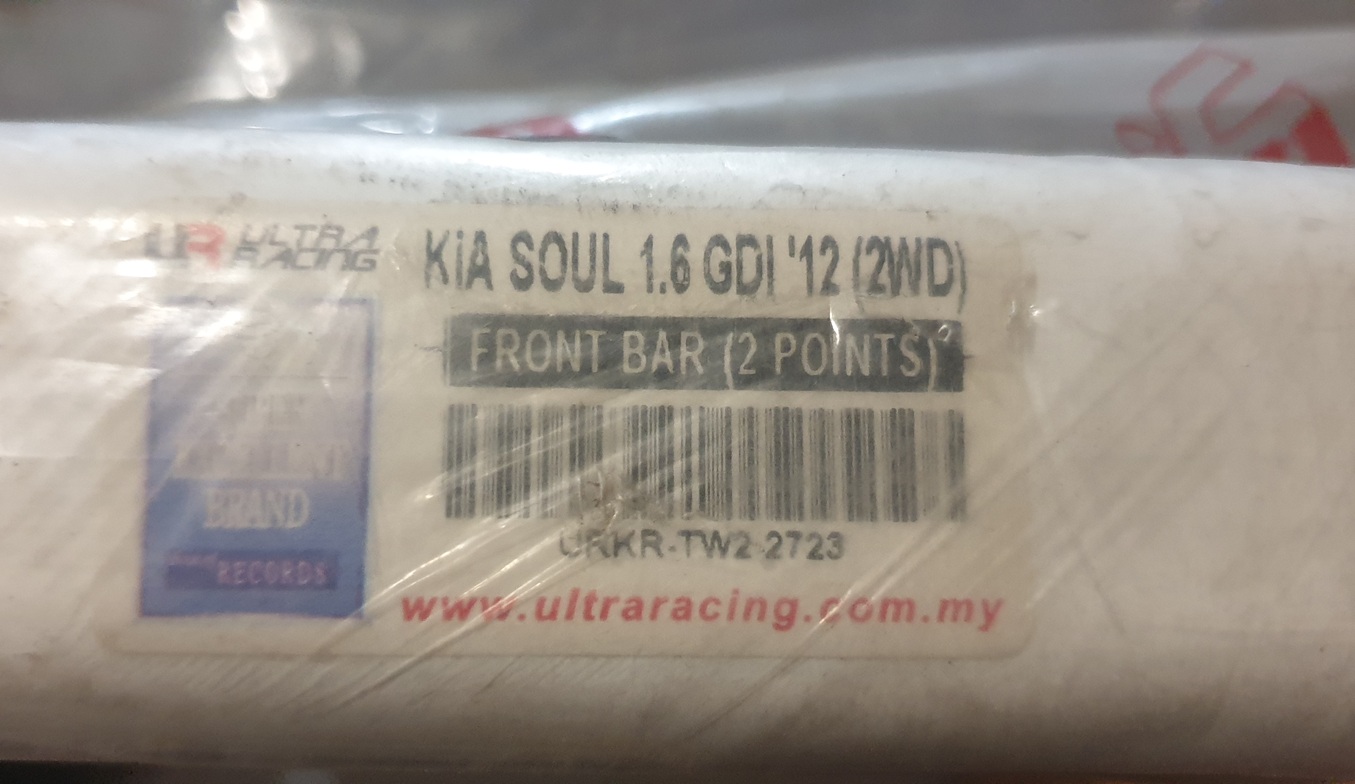 UR ULTRA
RACING
KiA SOUL 1.6 GDI '12 (2WD)
FRONT BAR (2 POINTS)
BRAND
RECORDS
URKR-TW2-2723
www.ultraracing.com.my